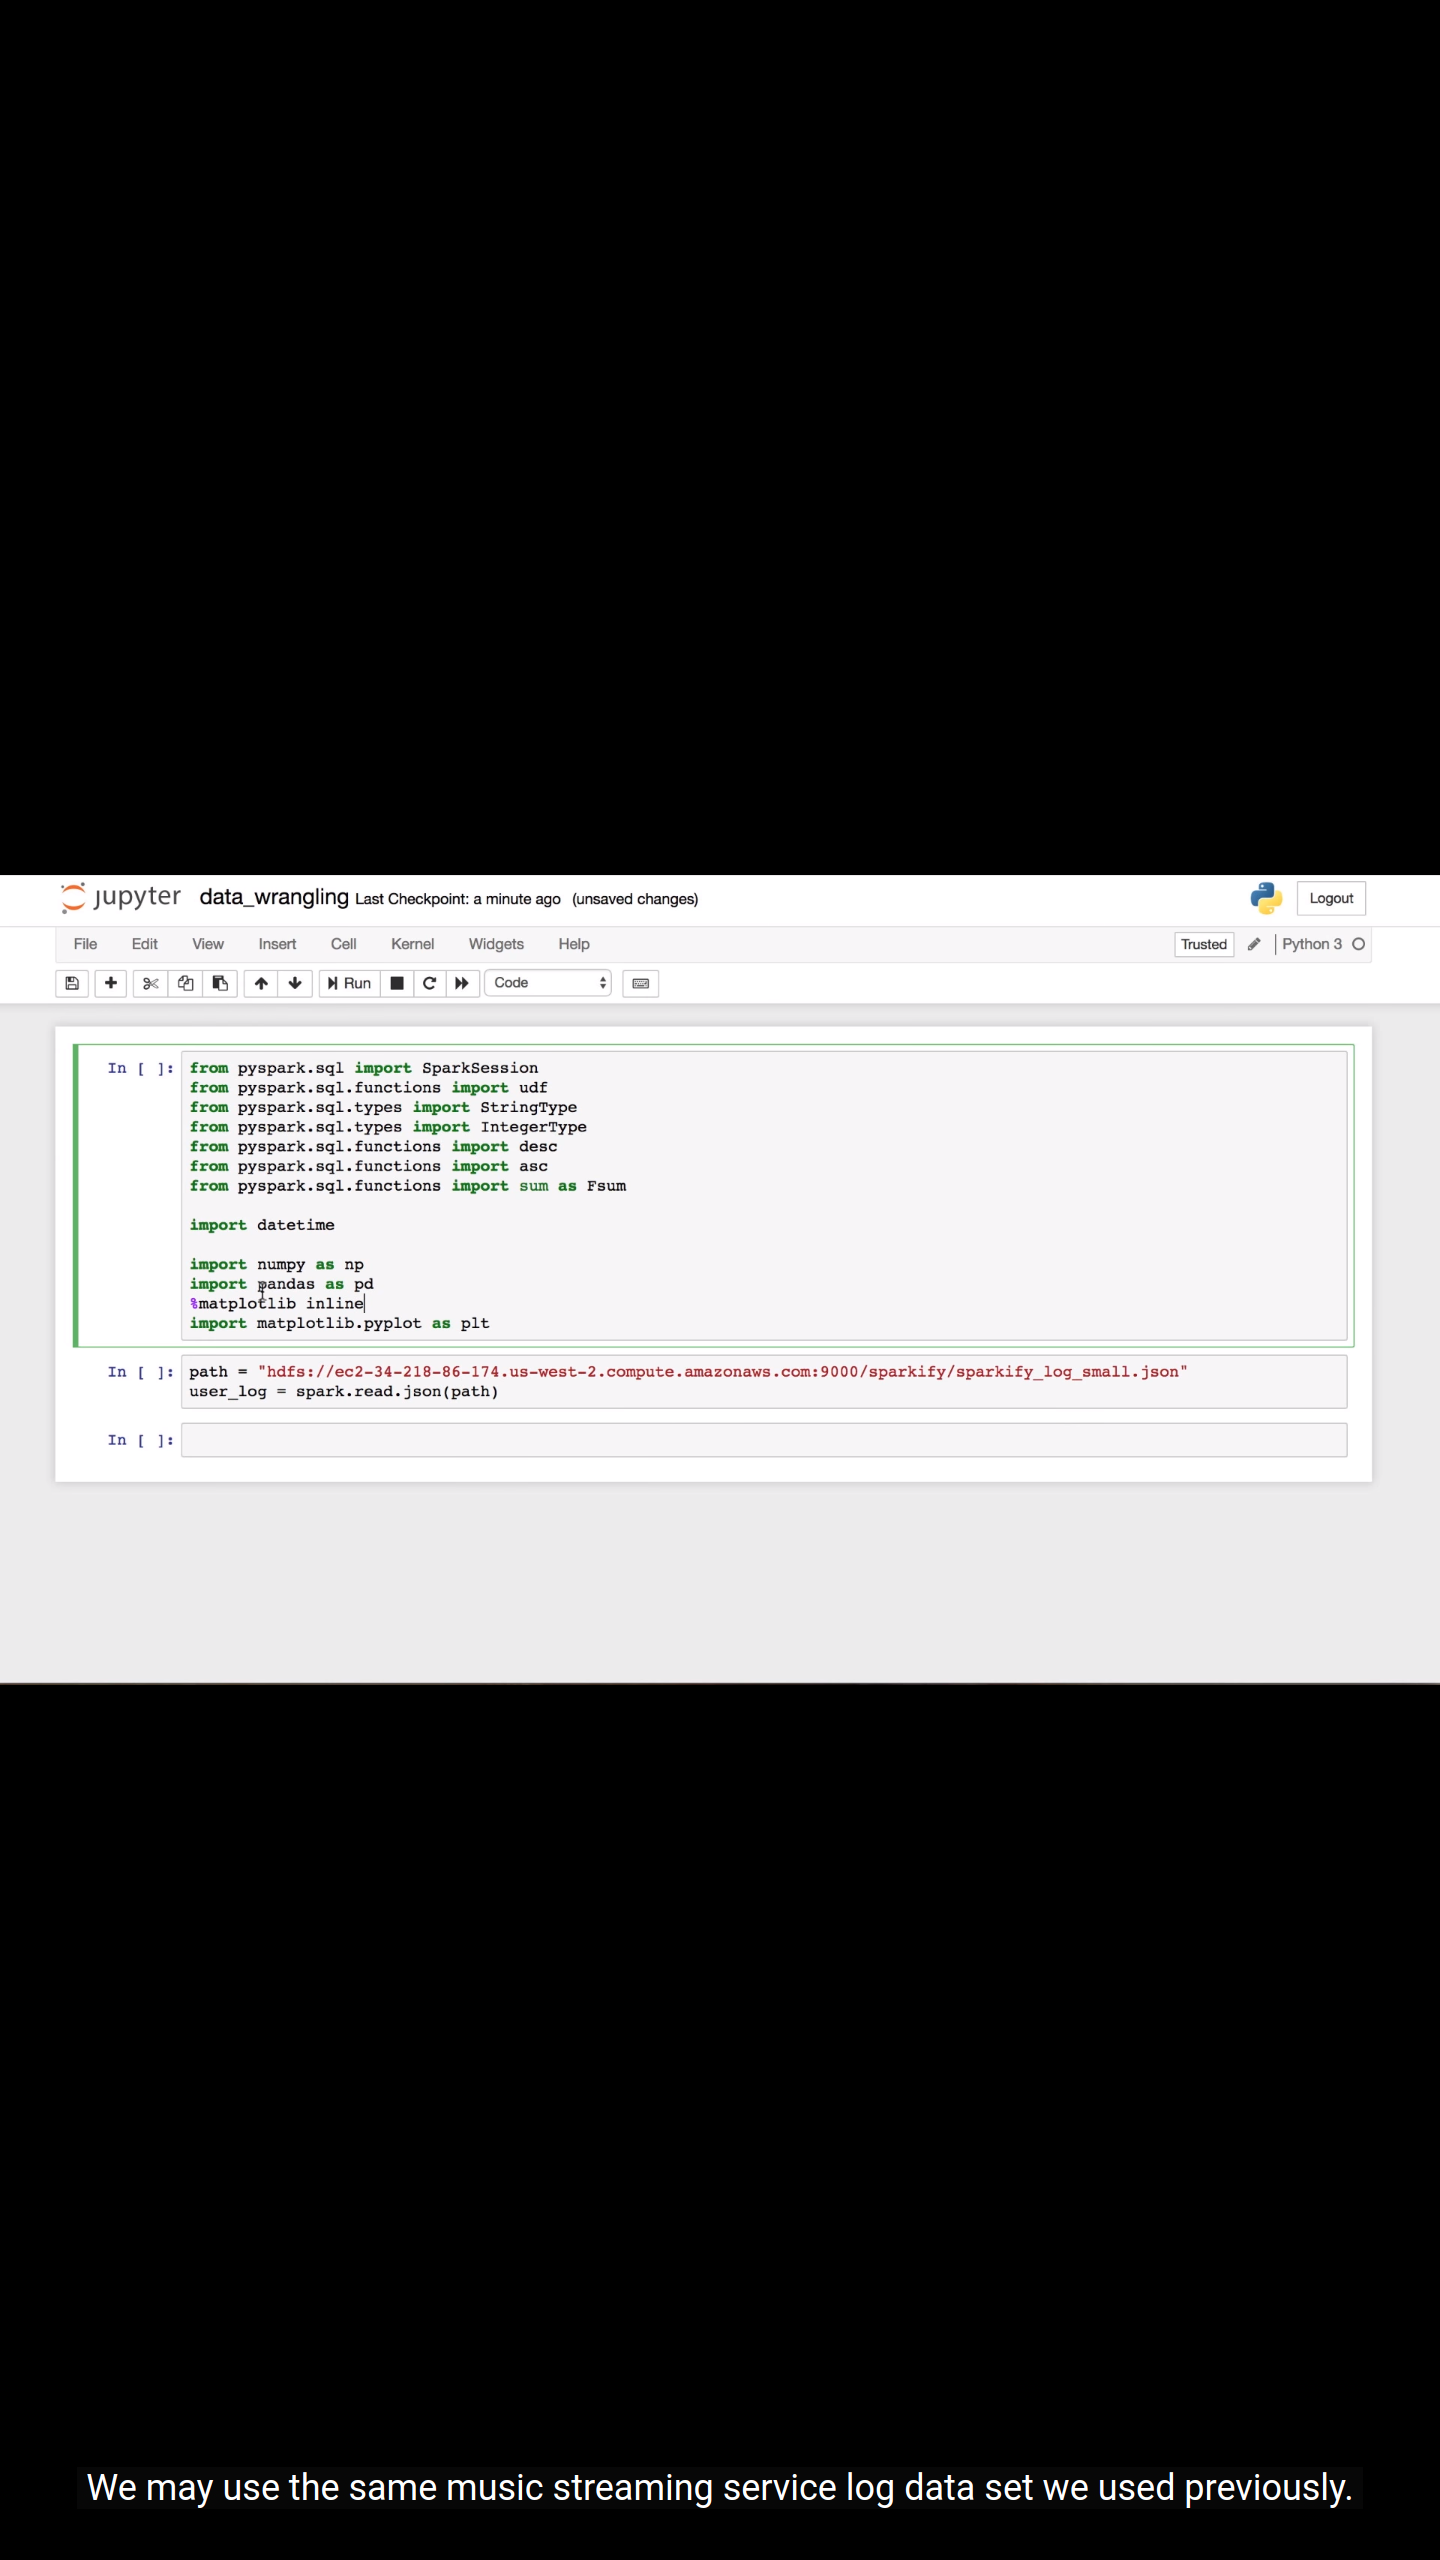 jupyter data_wrangling Last Checkpoint: a minute ago (unsaved changes) Logout
File Edit View Insert Cell Kernel Widgets Help Trusted Python 3
Run Code
In [ ]: from pyspark.sql import SparkSession
from pyspark.sql.functions import udf
from pyspark.sql.types import StringType
from pyspark.sql.types import IntegerType
from pyspark.sql.functions import desc
from pyspark.sql.functions import asc
from pyspark.sql.functions import sum as Fsum
import datetime
import numpy as np
import pandas as pd
%matplotlib inline
import matplotlib.pyplot as plt
In [ ]: path = "hdfs://ec2-34-218-86-174.us-west-2.compute.amazonaws.com:9000/sparkify/sparkify_log_small.json"
user_log = spark.read.json(path)
In [ ]:
We may use the same music streaming service log data set we used previously.